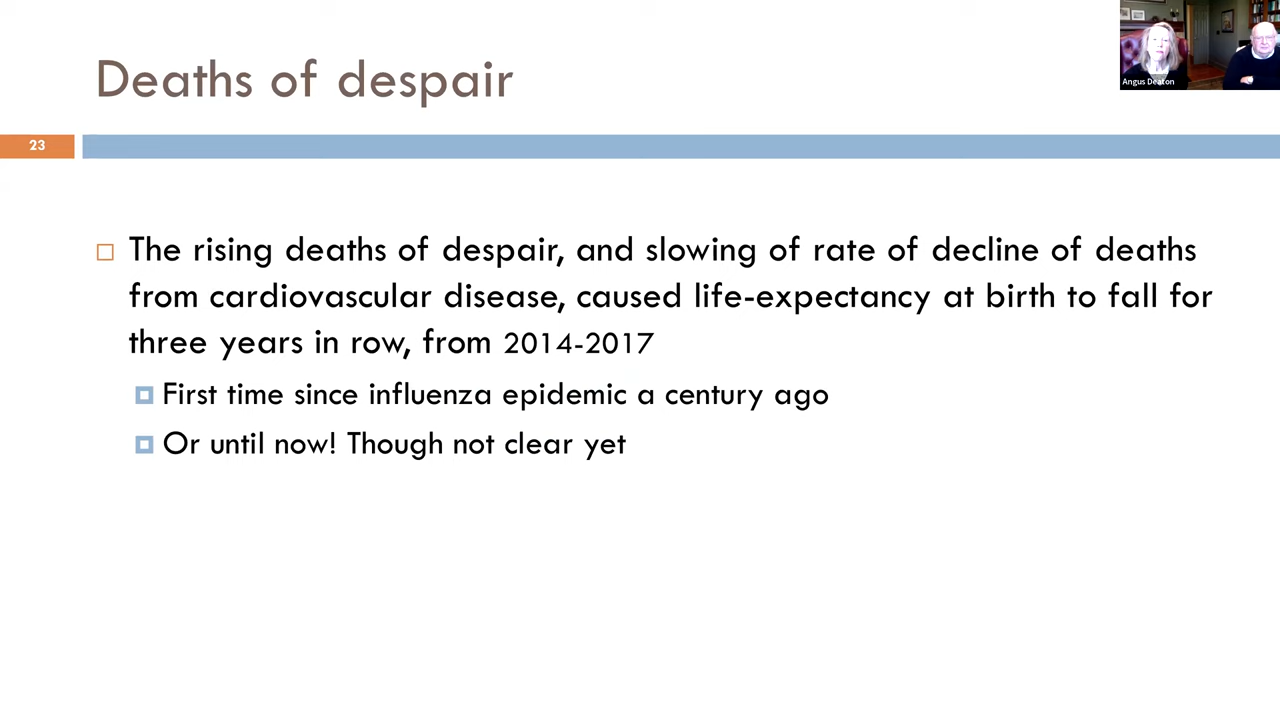 Deaths of despair
Angus Deaton
23
The rising deaths of despair, and slowing of rate of decline of deaths
from cardiovascular disease, caused life-expectancy at birth to fall for
three years in row, from 2014-2017
First time since influenza epidemic a century ago
Or until now! Though not clear yet